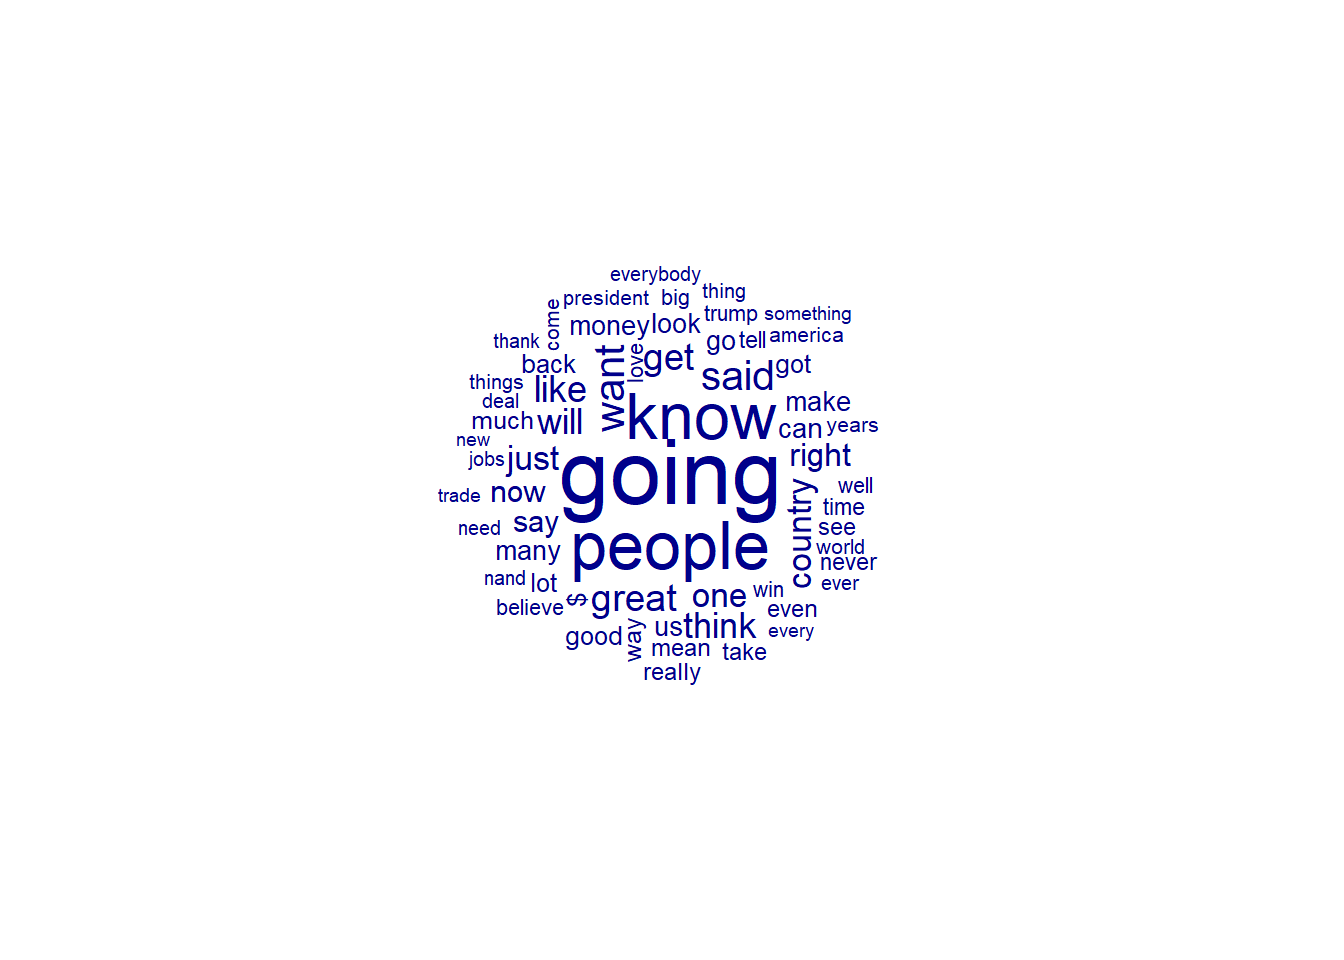 everybody
president big thing
come
money look trump something
thank
go tell america
back
want
love
get
said got
things
like
know
make
deal
much will
can years
new
jobs just
going
right
trade now
country
well
time
need say
people
see
many
world
never
nand lot
ever
believe
$
great one win
even
good
way
us think every
mean take
really